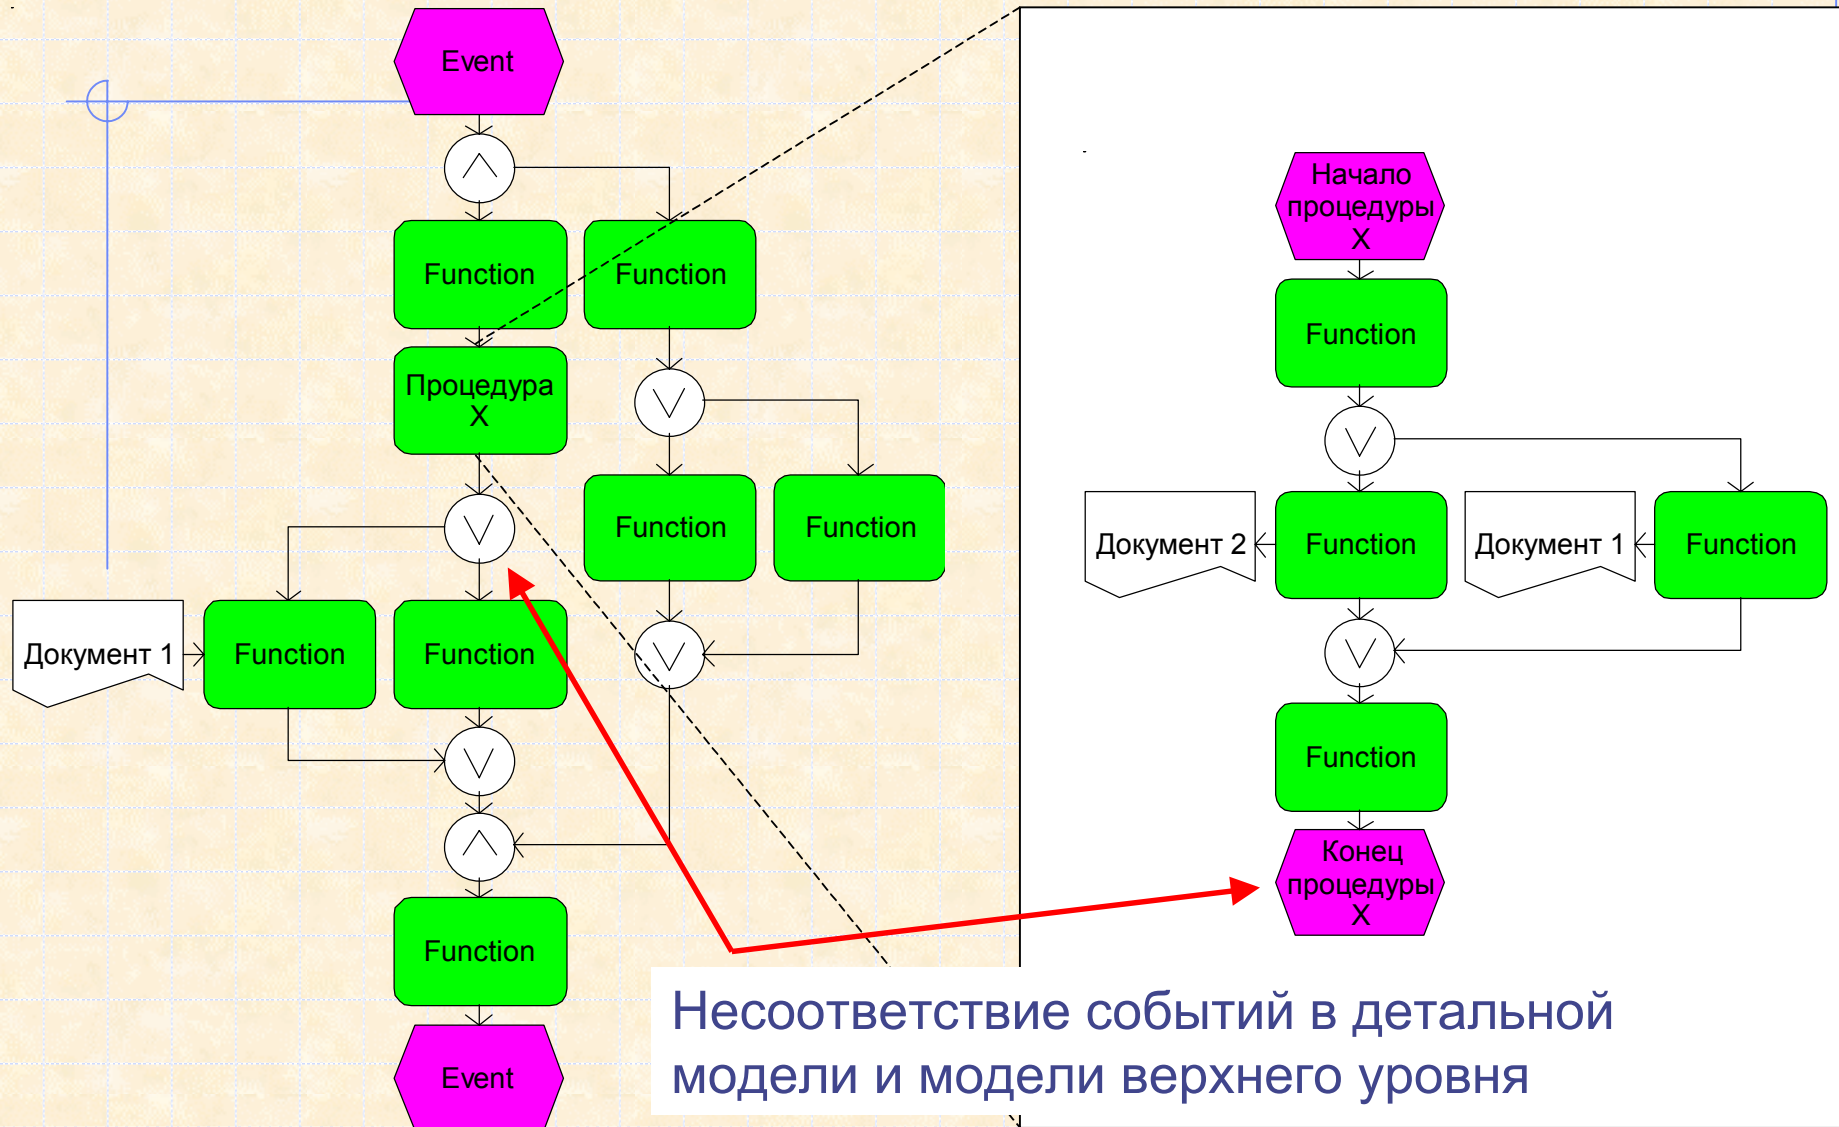 Event
Function
Function
Процедура
X
Function
Function
Документ 1
Function
Function
Function
Event
Начало
процедуры
X
Function
Документ 2
Function
Документ 1
Function
Function
Конец
процедуры
X
Несоответствие событий в детальной
модели и модели верхнего уровня